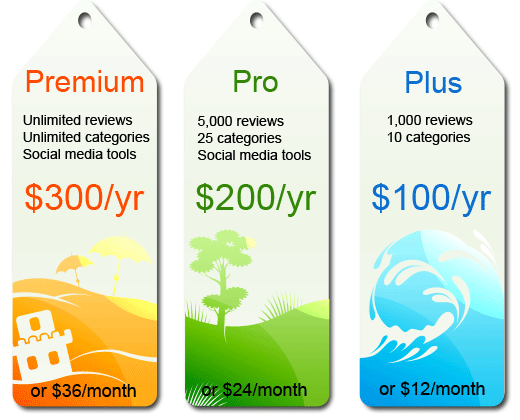 Premium
Unlimited reviews
Unlimited categories
Social media tools
$300/yr
or $36/month
Pro
5,000 reviews
25 categories
Social media tools
$200/yr
or $24/month
Plus
1,000 reviews
10 categories
$100/yr
or $12/month